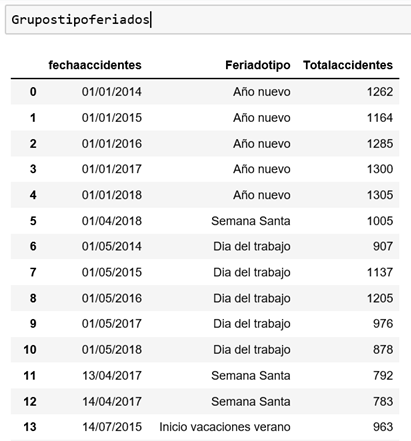 Grupostipoferiados
fechaaccidentes Feriadotipo Totalaccidentes
0 01/01/2014 Año nuevo 1262
1 01/01/2015 Año nuevo 1164
2 01/01/2016 Año nuevo 1285
3 01/01/2017 Año nuevo 1300
4 01/01/2018 Año nuevo 1305
5 01/04/2018 Semana Santa 1005
6 01/05/2014 Dia del trabajo 907
7 01/05/2015 Dia del trabajo 1137
8 01/05/2016 Dia del trabajo 1205
9 01/05/2017 Dia del trabajo 976
10 01/05/2018 Dia del trabajo 878
11 13/04/2017 Semana Santa 792
12 14/04/2017 Semana Santa 783
13 14/07/2015 Inicio vacaciones verano 963